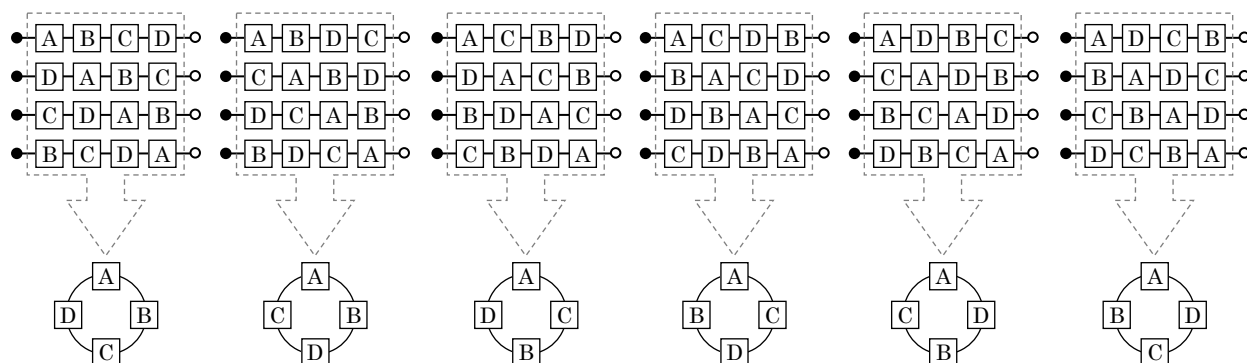 A B C D A B D C A C B D A C D B A D B C A D C B
D A B C C A B D D A C B B A C D C A D B B A D C
C D A B D C A B B D A C D B A C B C A D C B A D
B C D A B D C A C B D A C D B A D B C A D C B A
A A A A A A
D B C B D C B C C D B D
C D B D B C